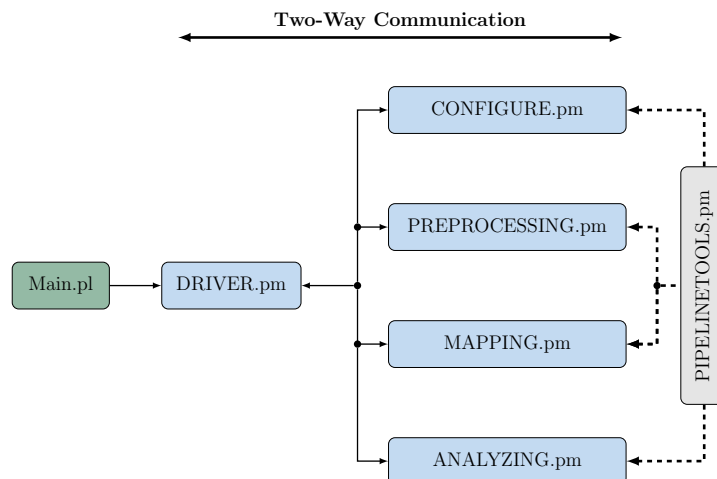 Two-Way Communication
CONFIGURE.pm
PREPROCESSING.pm
Main.pl
DRIVER.pm
MAPPING.pm
ANALYZING.pm
PIPELINETOOLS.pm